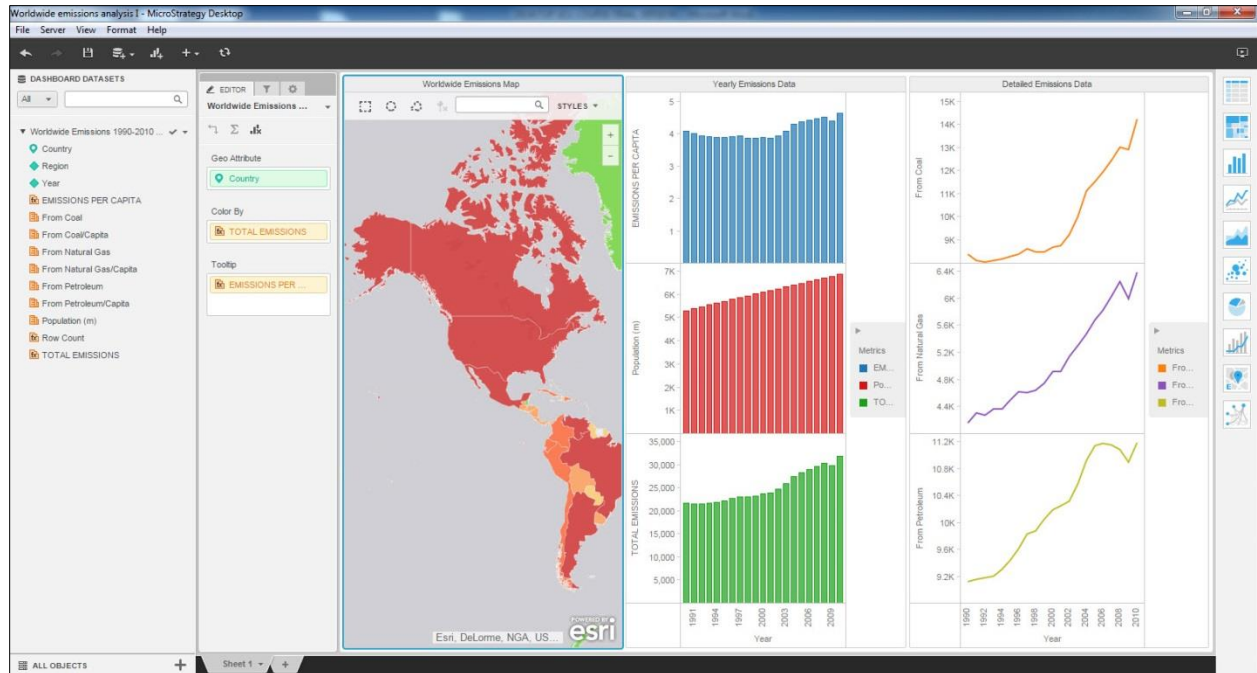 Worldwide emissions analysis I - MicroStrategy Desktop
File Server View Format Help
DASHBOARD DATASETS
All
Worldwide Emissions 1990-2010 ...
Country
Region
Year
EMISSIONS PER CAPITA
From Coal
From Coal/Capita
From Natural Gas
From Natural Gas/Capita
From Petroleum
From Petroleum/Capita
Population (m)
Row Count
TOTAL EMISSIONS
ALL OBJECTS
EDITOR
Worldwide Emissions ...
Geo Attribute
Country
Color By
TOTAL EMISSIONS
Tooltip
EMISSIONS PER ...
Worldwide Emissions Map
STYLES
POWERED BY
esri
Esri, DeLorme, NGA, US...
Sheet 1
Yearly Emissions Data
EMISSIONS PER CAPITA
5
4
3
2
1
Population (m)
7K
6K
5K
4K
3K
2K
1K
TOTAL EMISSIONS
35,000
30,000
25,000
20,000
15,000
10,000
5,000
1991 1994 1997 2000 2003 2006 2009
Year
Metrics
EM...
Po...
TO...
Detailed Emissions Data
From Coal
15K
14K
13K
12K
11K
10K
9K
From Natural Gas
6.4K
6K
5.6K
5.2K
4.8K
4.4K
From Petroleum
11.2K
10.8K
10.4K
10K
9.6K
9.2K
1990 1992 1994 1996 1998 2000 2002 2004 2006 2008 2010
Year
Metrics
Fro...
Fro...
Fro...